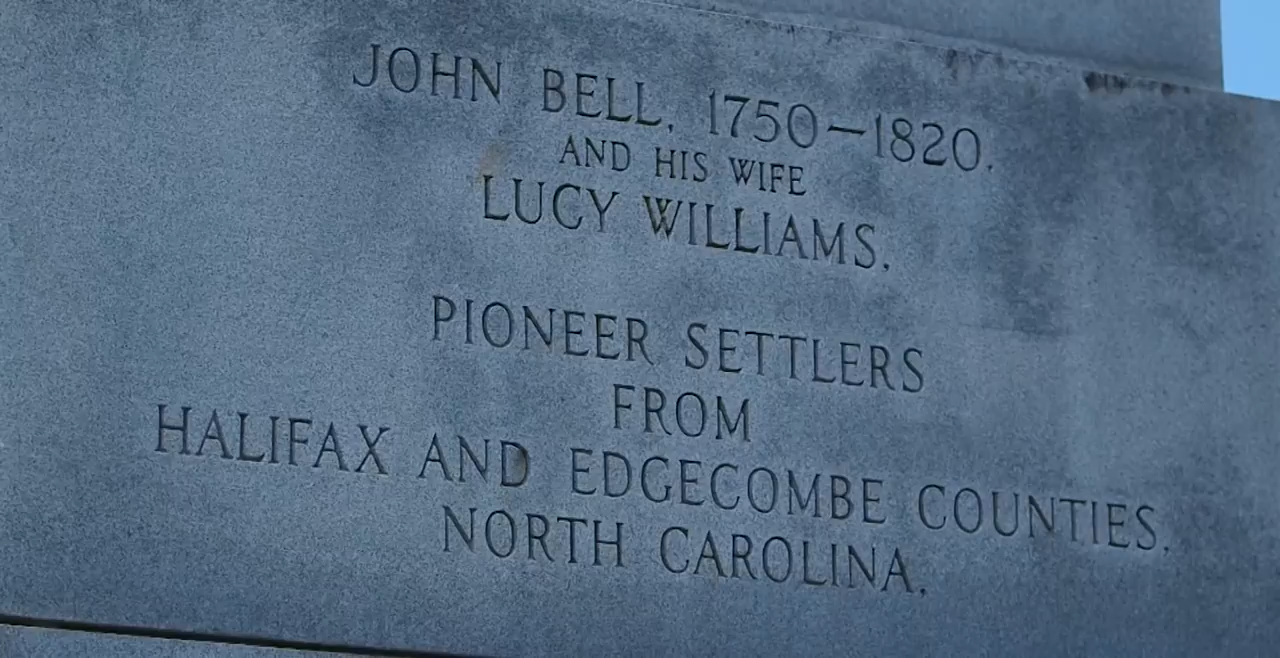 JOHN BELL, 1750–1820.
AND HIS WIFE
LUCY WILLIAMS.
PIONEER SETTLERS
FROM
HALIFAX AND EDGECOMBE COUNTIES.
NORTH CAROLINA.